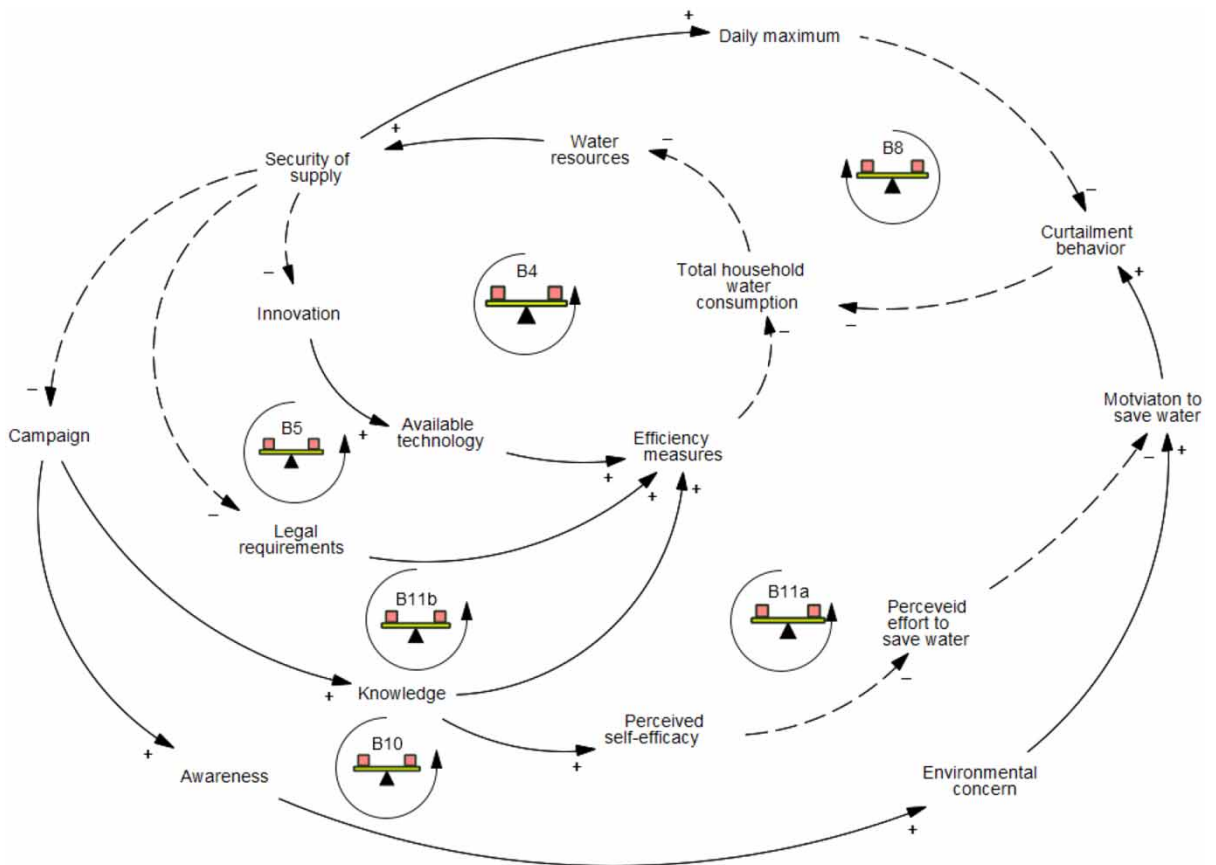 +
Daily maximum
+
Water
resources
–
B8
Security of
supply
–
Curtailment
behavior
B4
Total household
water
consumption
–
+
Innovation
–
–
–
Motviaton to
save water
Campaign
B5
+
Available
technology
Efficiency
measures
–
+
+
+
+
–
Legal
requirements
B11b
B11a
Perceveid
effort to
save water
–
+
Knowledge
Perceived
self-efficacy
+
B10
+
Awareness
Environmental
concern
+